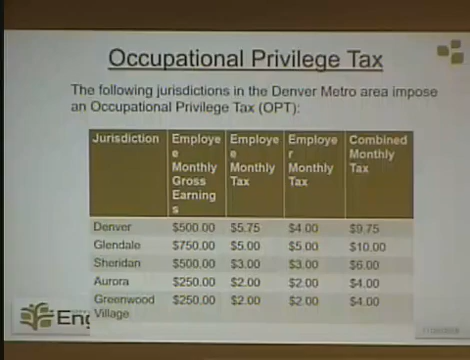 Occupational Privilege Tax
The following jurisdictions in the Denver Metro area impose
an Occupational Privilege Tax (OPT):
Jurisdiction Employe Employe Employe Combined
e e r Monthly
Monthly Monthly Monthly Tax
Gross Tax Tax
Earning
s
Denver $500.00 $5.75 $4.00 $9.75
Glendale $750.00 $5.00 $5.00 $10.00
Sheridan $500.00 $3.00 $3.00 $6.00
Aurora $250.00 $2.00 $2.00 $4.00
Greenwood $250.00 $2.00 $2.00 $4.00
Village
Eng